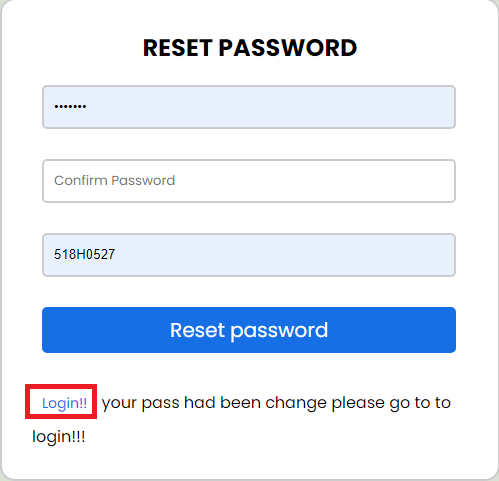 RESET PASSWORD
•••••••
Confirm Password
518H0527
Reset password
Login!! your pass had been change please go to to
login!!!